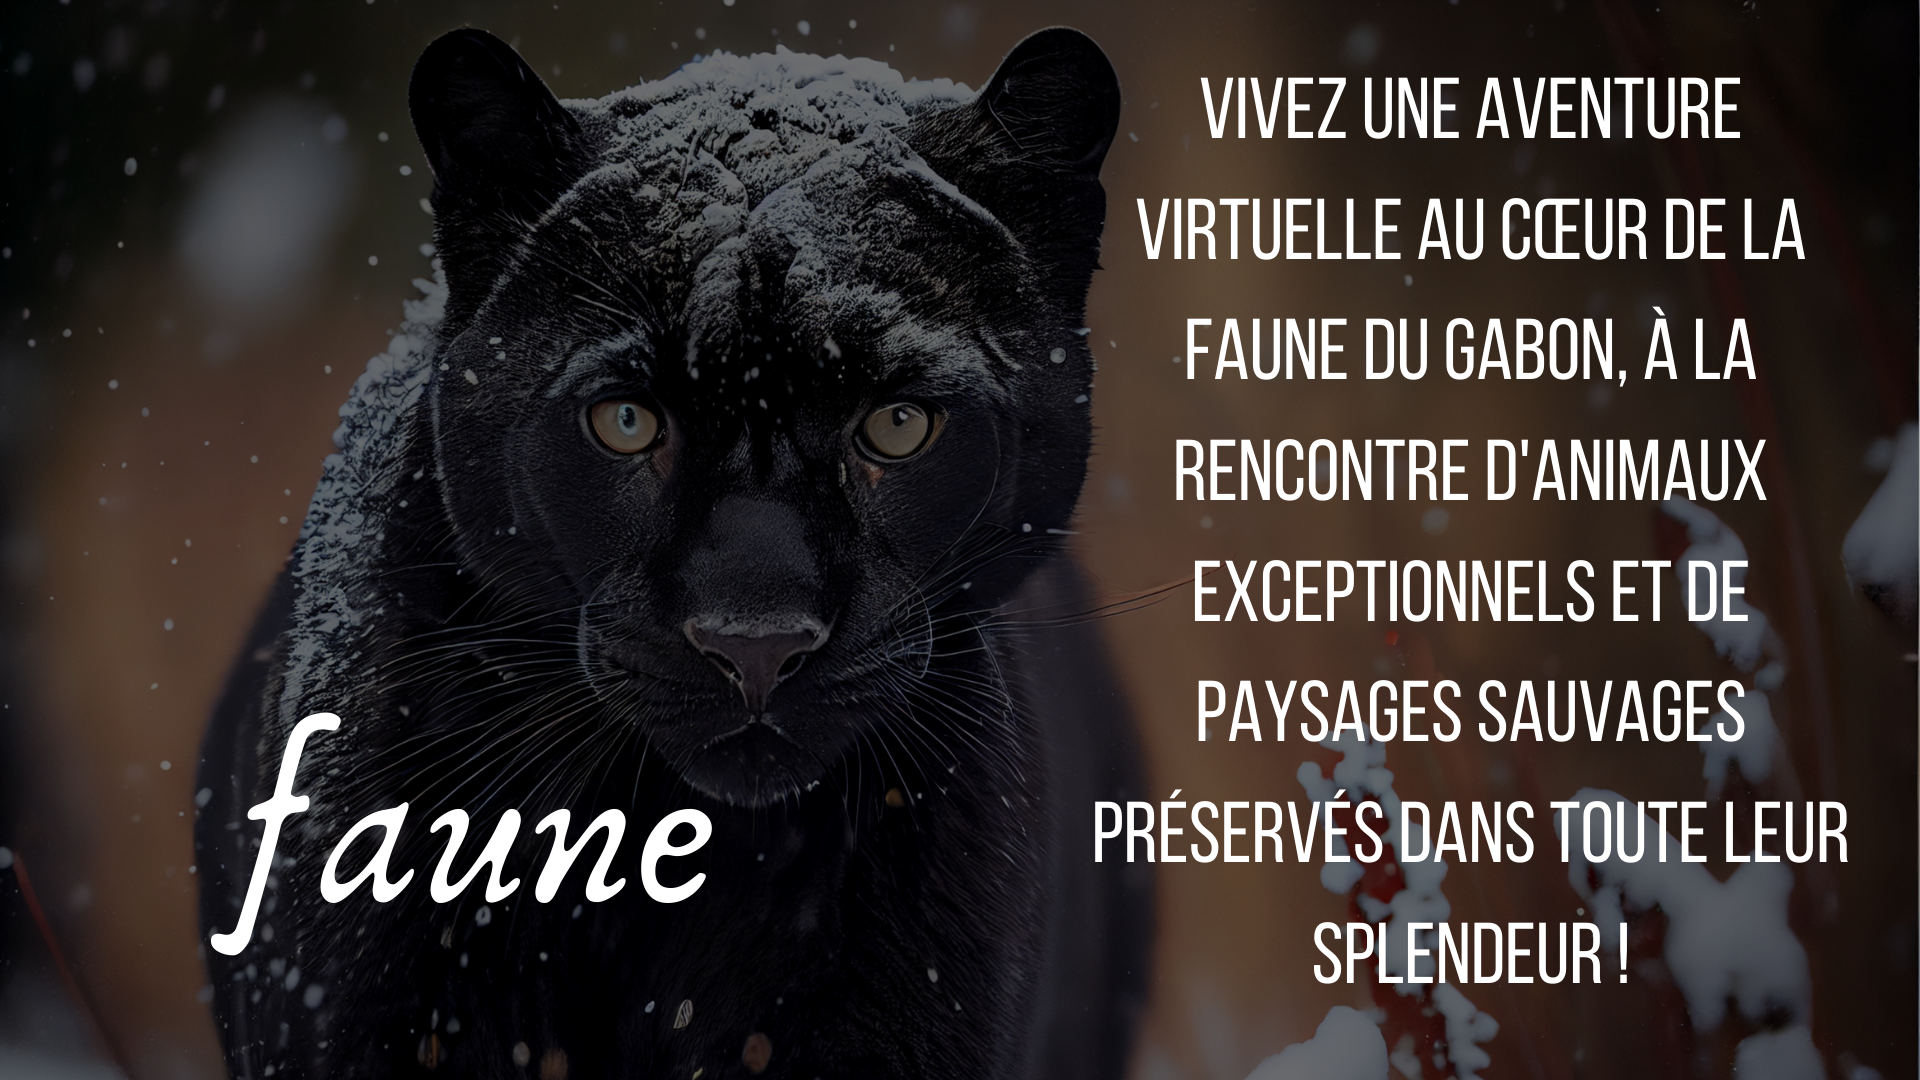 VIVEZ UNE AVENTURE
VIRTUELLE AU CŒUR DE LA
FAUNE DU GABON, À LA
RENCONTRE D'ANIMAUX
EXCEPTIONNELS ET DE
PAYSAGES SAUVAGES
PRÉSERVÉS DANS TOUTE LEUR
SPLENDEUR !
faune